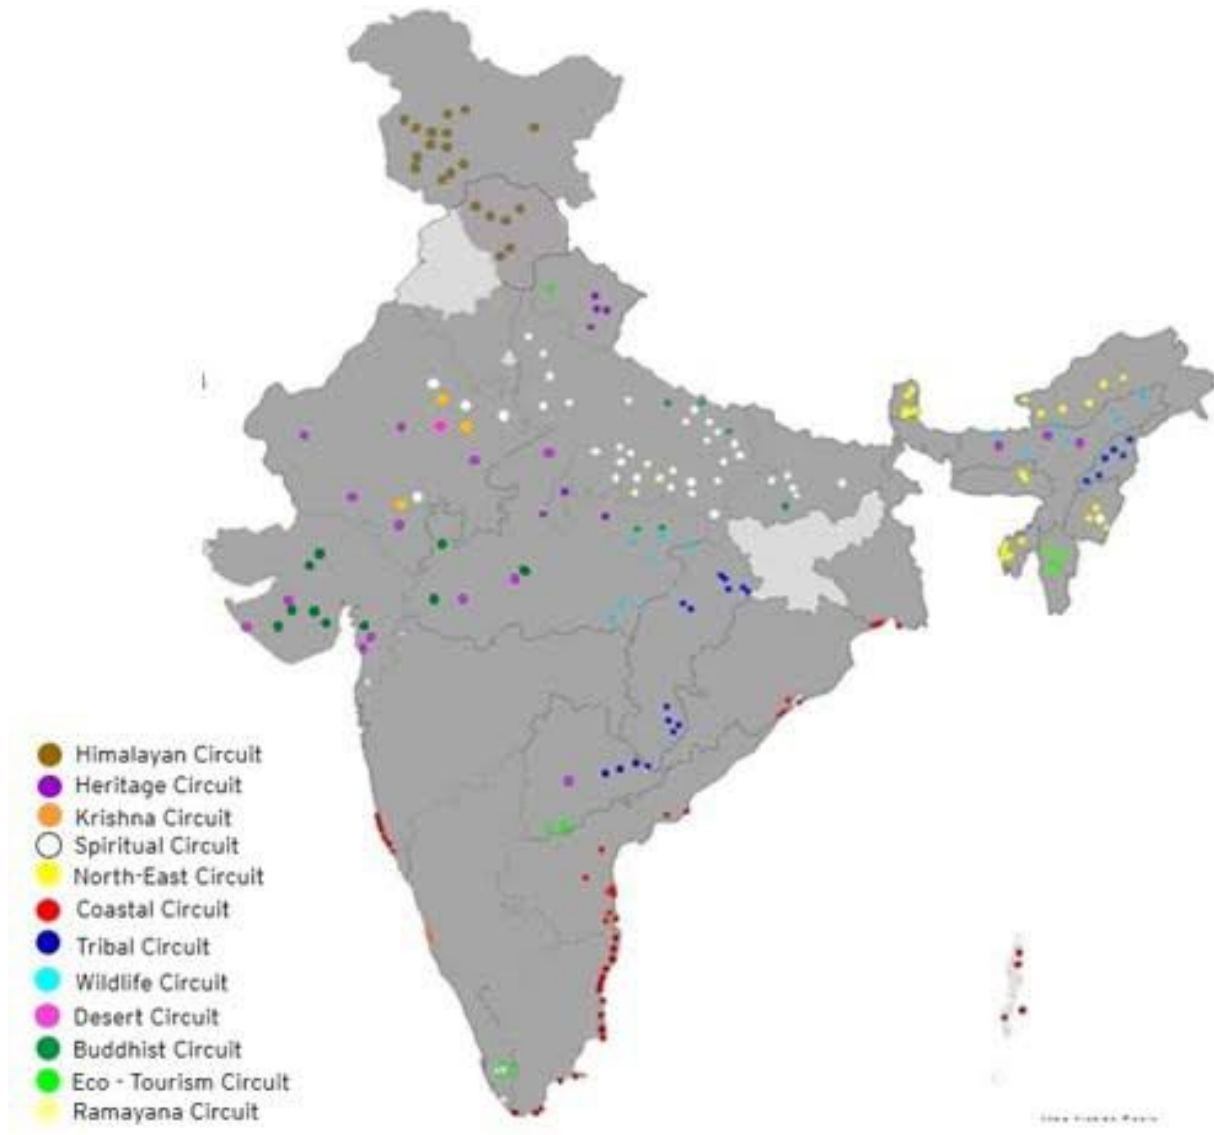 Himalayan Circuit
Heritage Circuit
Krishna Circuit
Spiritual Circuit
North-East Circuit
Coastal Circuit
Tribal Circuit
Wildlife Circuit
Desert Circuit
Buddhist Circuit
Eco - Tourism Circuit
Ramayana Circuit